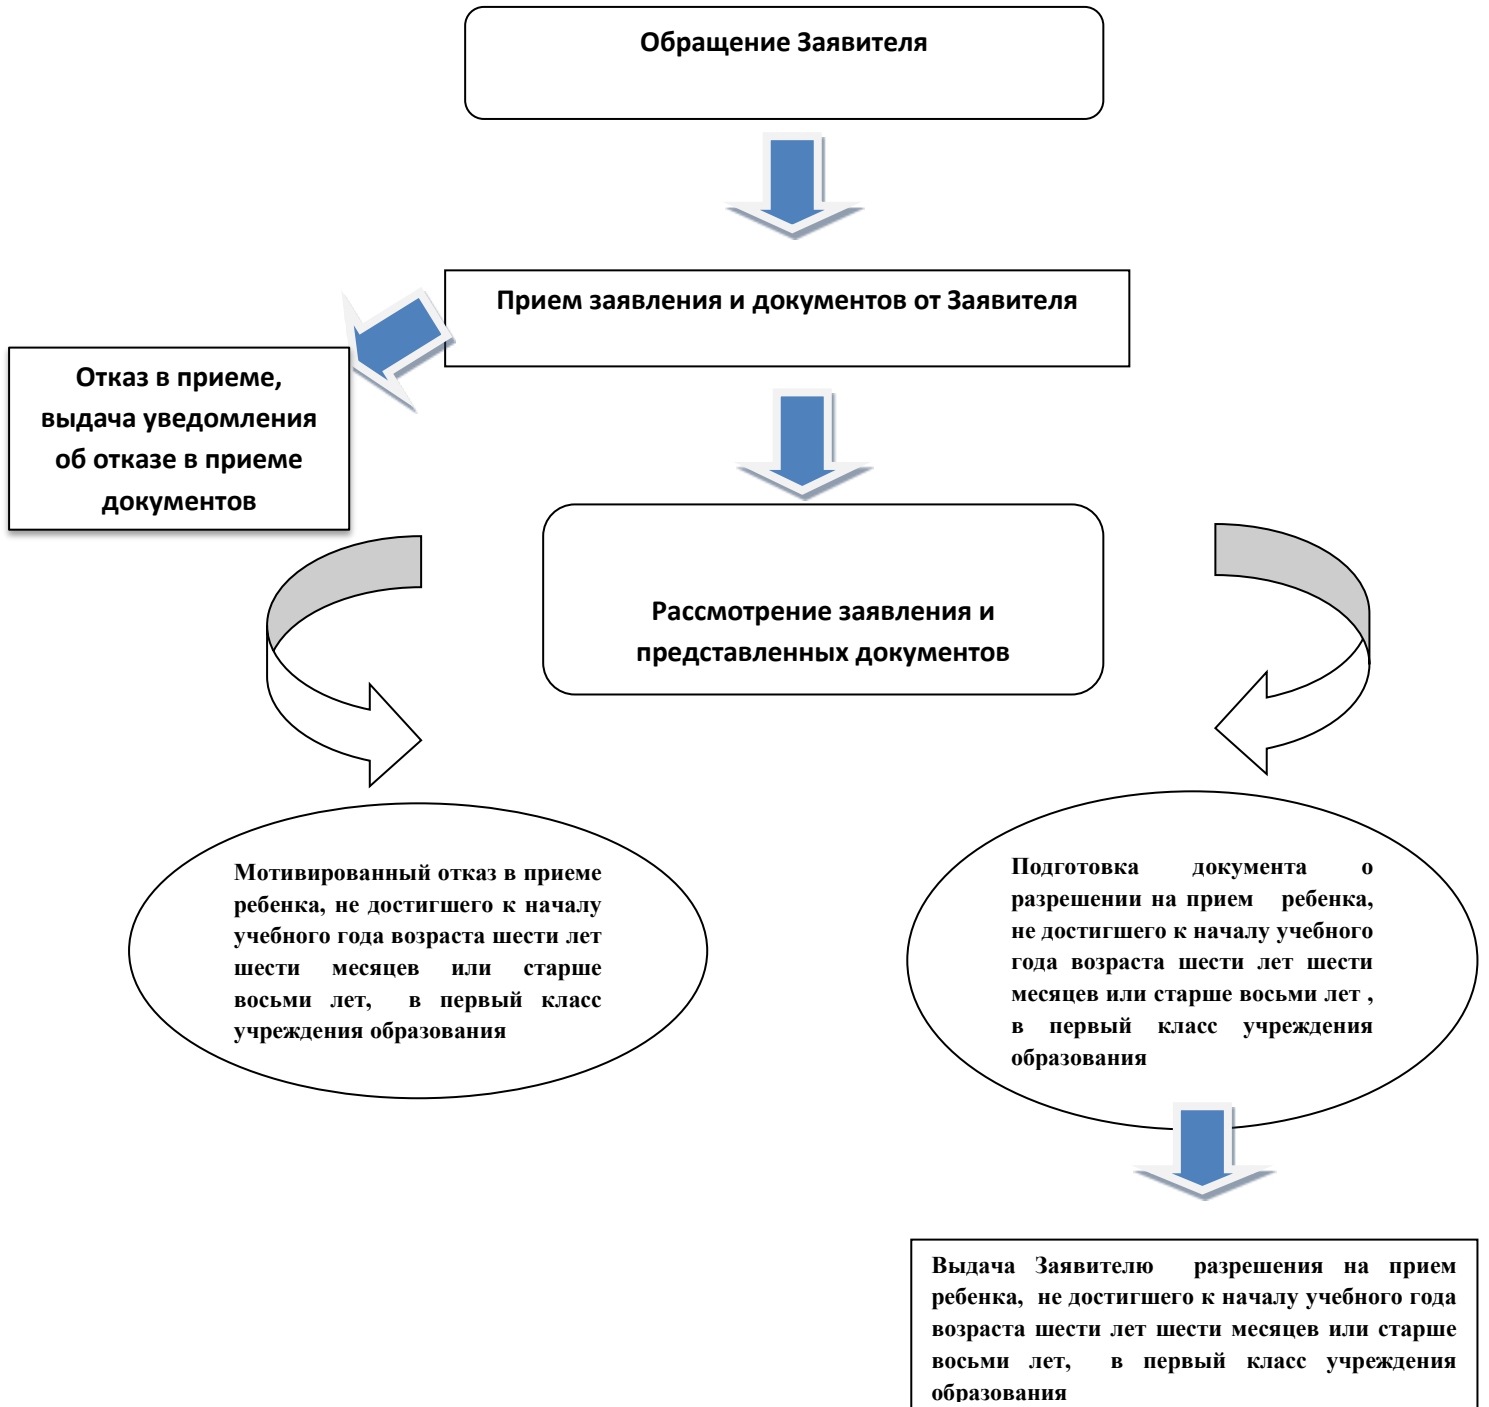 Обращение Заявителя
Прием заявления и документов от Заявителя
Отказ в приеме,
выдача уведомления
об отказе в приеме
документов
Рассмотрение заявления и
представленных документов
Мотивированный отказ в приеме
ребенка, не достигшего к началу
учебного года возраста шести лет
шести месяцев или старше
восьми лет, в первый класс
учреждения образования
Подготовка документа о
разрешении на прием ребенка,
не достигшего к началу учебного
года возраста шести лет шести
месяцев или старше восьми лет ,
в первый класс учреждения
образования
Выдача Заявителю разрешения на прием
ребенка, не достигшего к началу учебного года
возраста шести лет шести месяцев или старше
восьми лет, в первый класс учреждения
образования